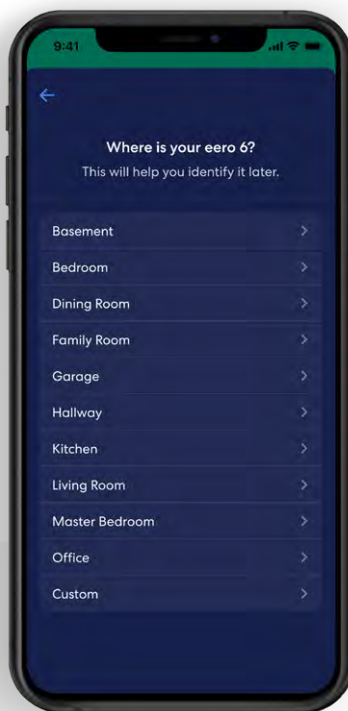 9:41
Where is your eero 6?
This will help you identify it later.
Basement
Bedroom
Dining Room
Family Room
Garage
Hallway
Kitchen
Living Room
Master Bedroom
Office
Custom